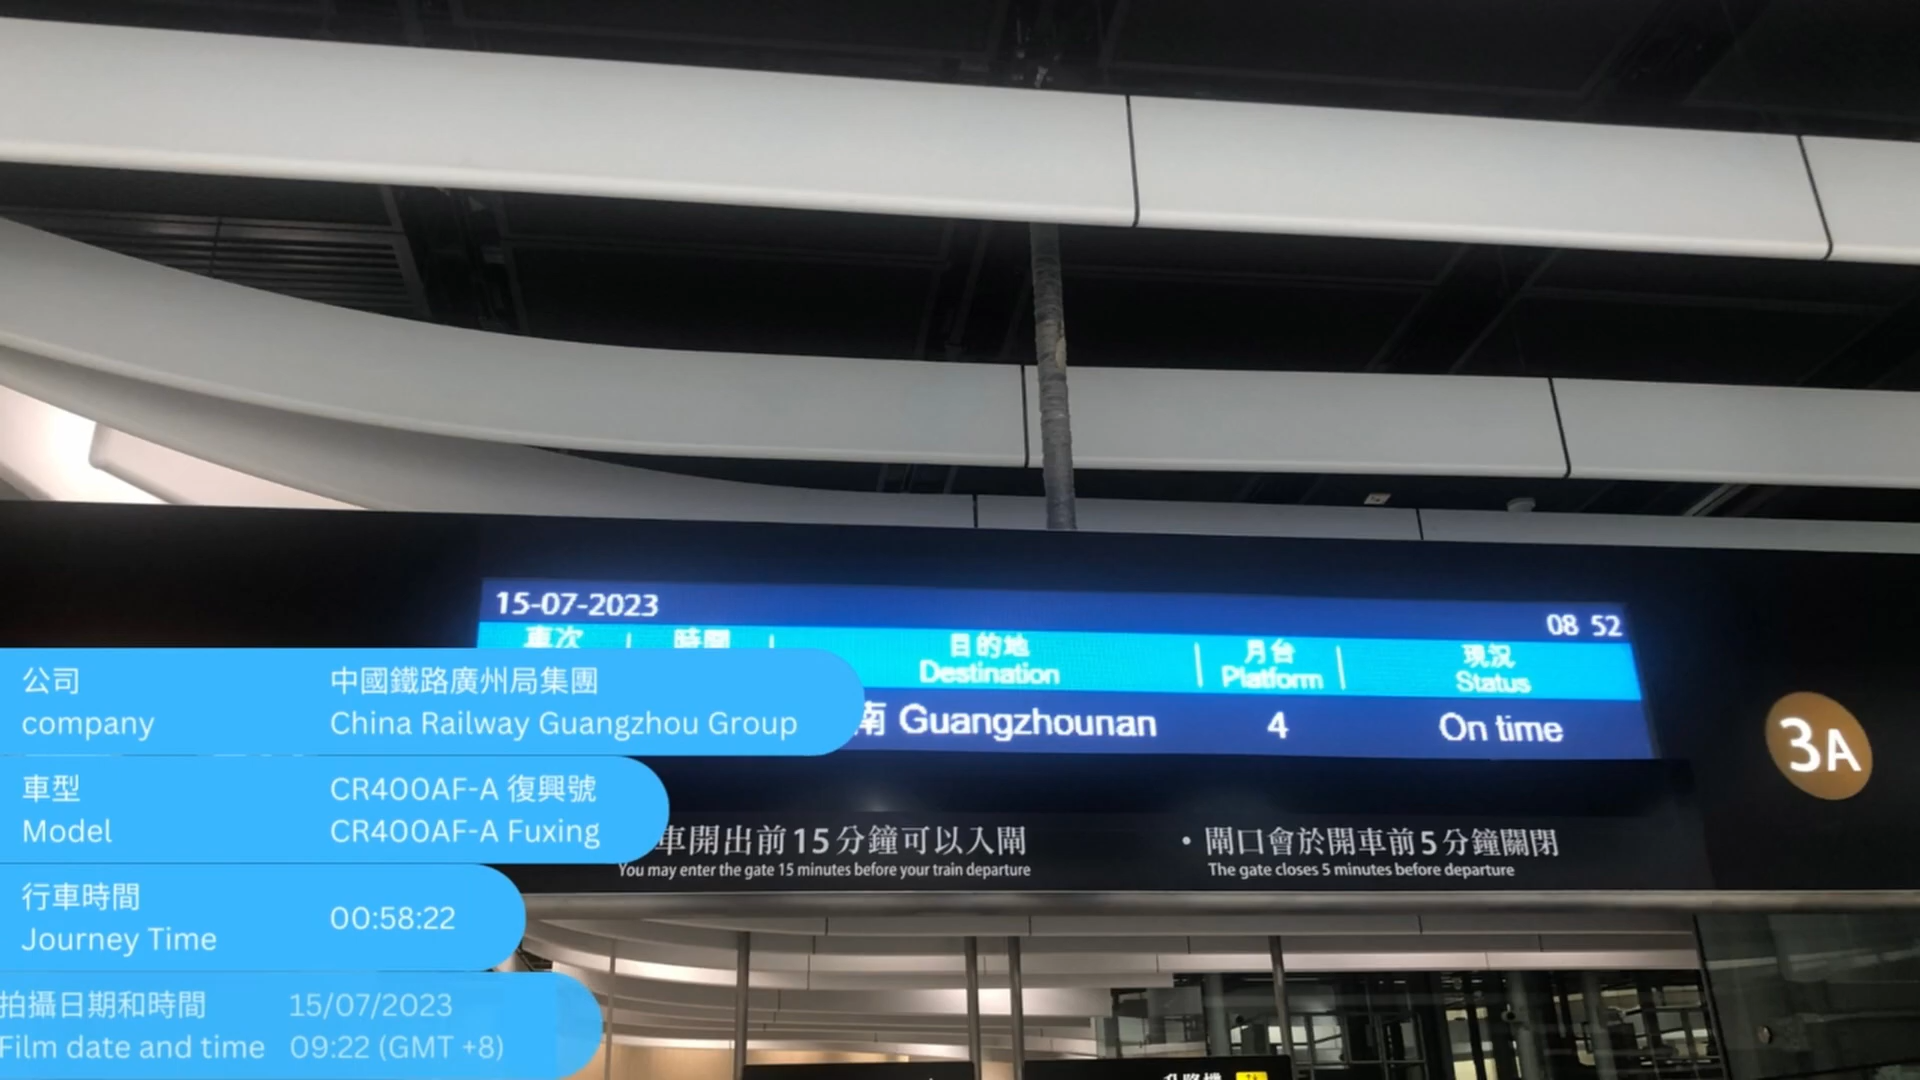 15-07-2023
08 52
車次
時間
目的地
Destination
月台
Platform
現況
Status
南 Guangzhounan
4
On time
3A
車開出前15分鐘可以入閘
You may enter the gate 15 minutes before your train departure
• 閘口會於開車前5分鐘關閉
The gate closes 5 minutes before departure
公司
中國鐵路廣州局集團
company
China Railway Guangzhou Group
車型
CR400AF-A 復興號
Model
CR400AF-A Fuxing
行車時間
Journey Time
00:58:22
拍攝日期和時間
15/07/2023
Film date and time
09:22 (GMT +8)